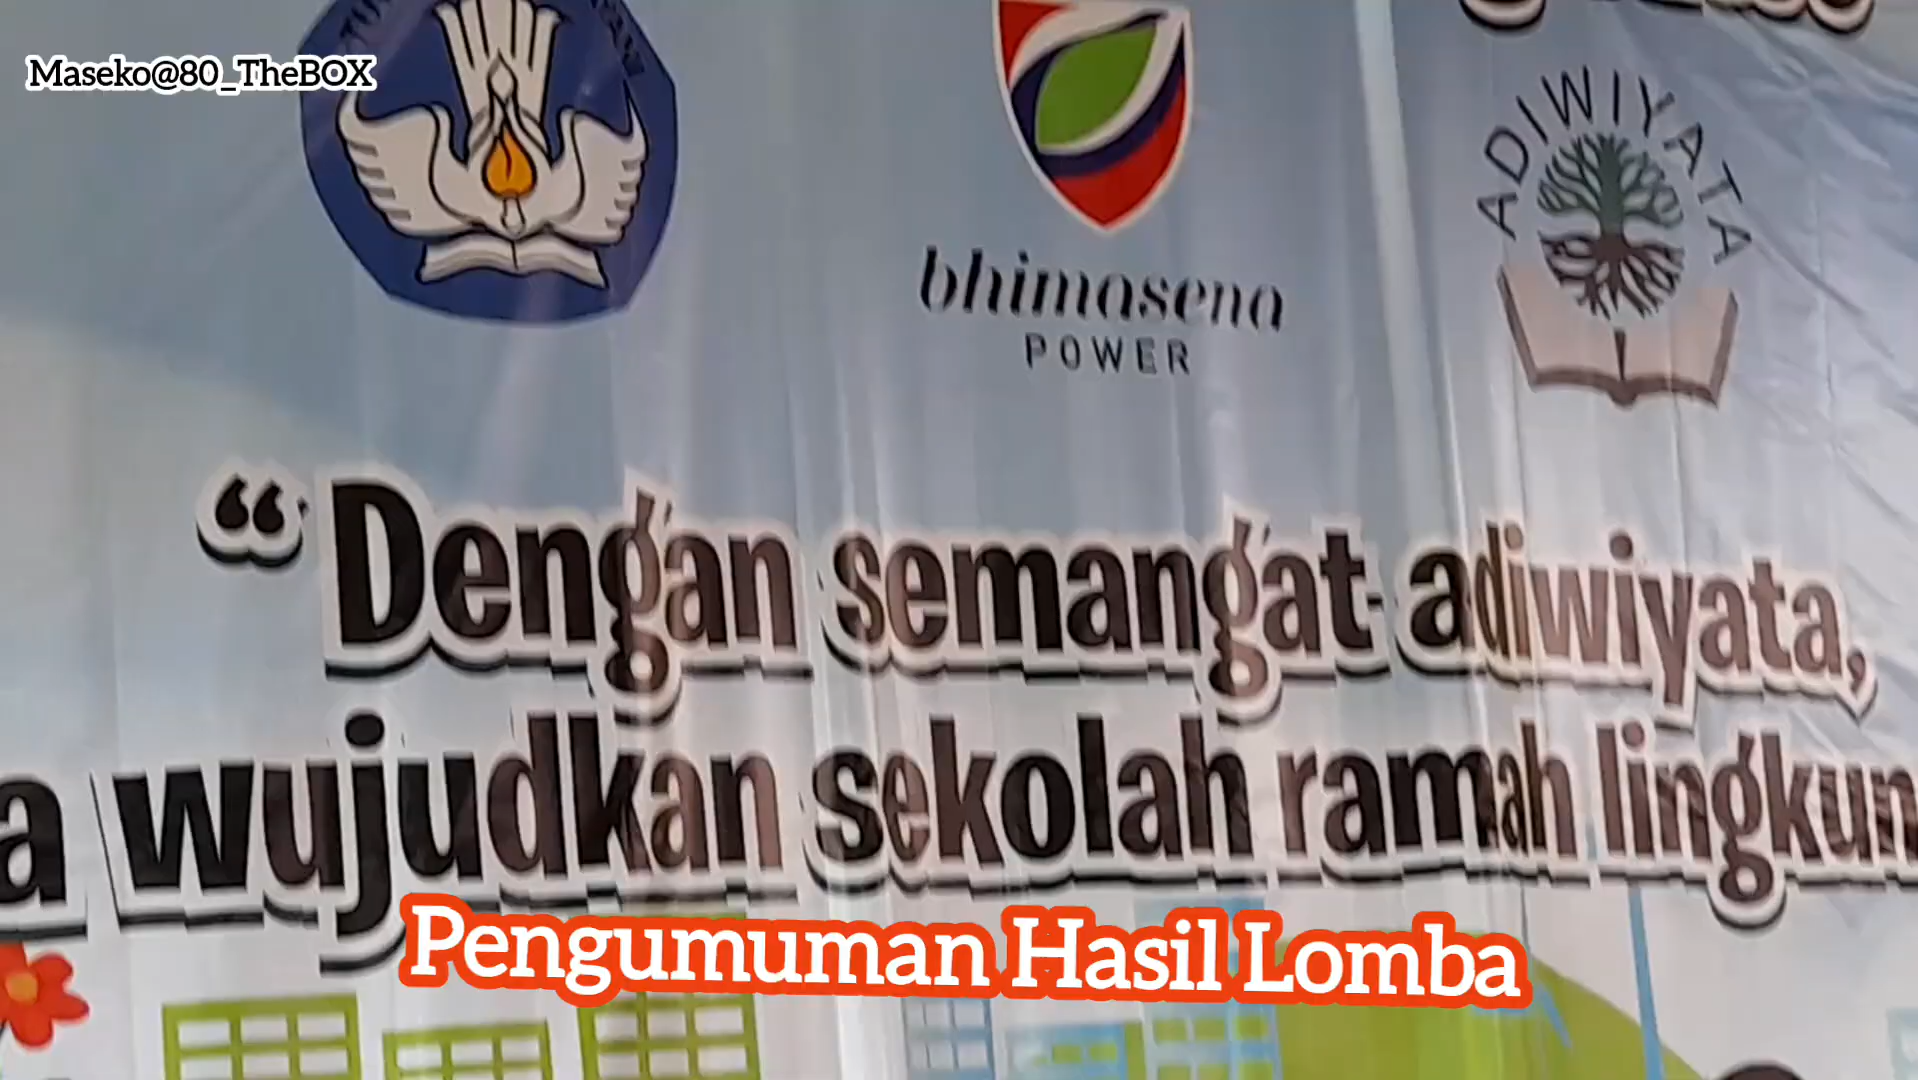 Maseko@80_TheBOX
ADIWIYATA
bhimasena
POWER
“Dengan semangat adiwiyata,
a wujudkan sekolah ramah lingkun
Pengumuman Hasil Lomba